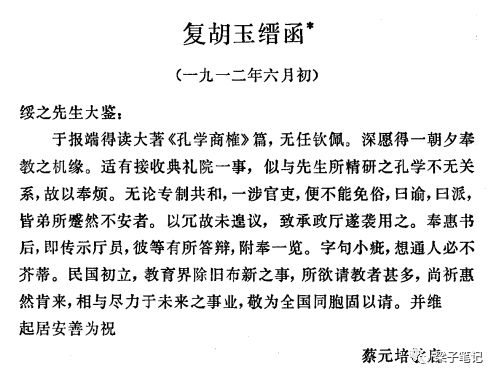 复胡玉缙函*
(一九一二年六月初)
绥之先生大鉴：
于报端得读大著《孔学商榷》篇，无任钦佩。深愿得一朝夕奉
教之机缘。适有接收典礼院一事，似与先生所精研之孔学不无关
系，故以奉烦。无论专制共和，一涉官吏，便不能免俗，曰谕，曰派，
皆弟所蹙然不安者。以冗故未遑议，致承政厅遂袭用之。奉惠书
后，即传示厅员，彼等有所答辩，附奉一览。字句小疵，想通人必不
芥蒂。民国初立，教育界除旧布新之事，所欲请教者甚多，尚祈惠
然肯来，相与尽力于未来之事业，敬为全国同胞固以请。并维
起居安善为祝
蔡元培谨启
梁子笔记